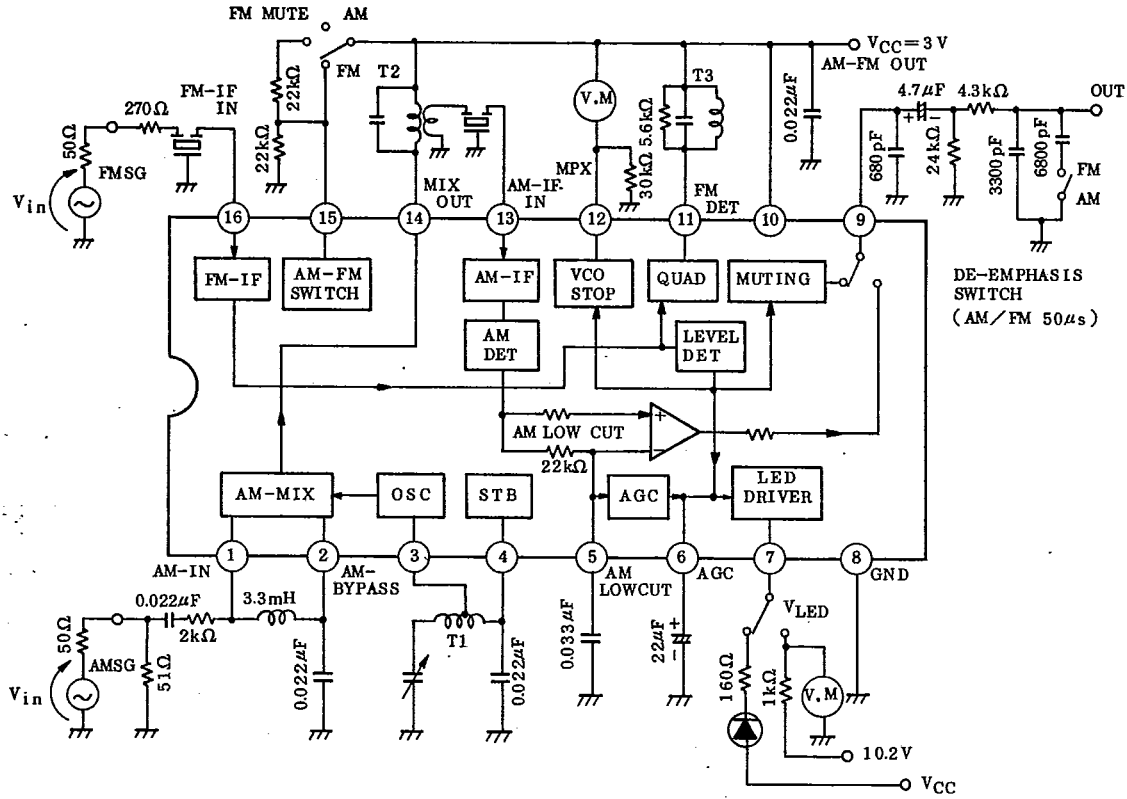 FM MUTE AM
V_CC=3V
AM-FM OUT
FM
22kΩ
22kΩ
T2
V.M
T3
5.6kΩ
0.022μF
4.7μF
+ -
4.3kΩ
OUT
FM-IF
IN
270Ω
50Ω
FMSG
V_in
MIX
OUT
AM-IF-
IN
MPX
30kΩ
FM
DET
680pF
24kΩ
3300pF
6800pF
FM
AM
16
15
14
13
12
11
10
9
FM-IF
AM-FM
SWITCH
AM-IF
VCO
STOP
QUAD
MUTING
DE-EMPHASIS
SWITCH
(AM/FM 50μs)
AM
DET
LEVEL
DET
AM LOW CUT
+
-
22kΩ
AM-MIX
OSC
STB
AGC
LED
DRIVER
1
2
3
4
5
6
7
8
AM-IN
AM-
BYPASS
AM
LOWCUT
AGC
GND
0.022μF
2kΩ
3.3mH
50Ω
AMSG
V_in
51Ω
0.022μF
T1
0.022μF
0.033μF
22μF
+
-
V_LED
160Ω
1kΩ
V.M
10.2V
V_CC